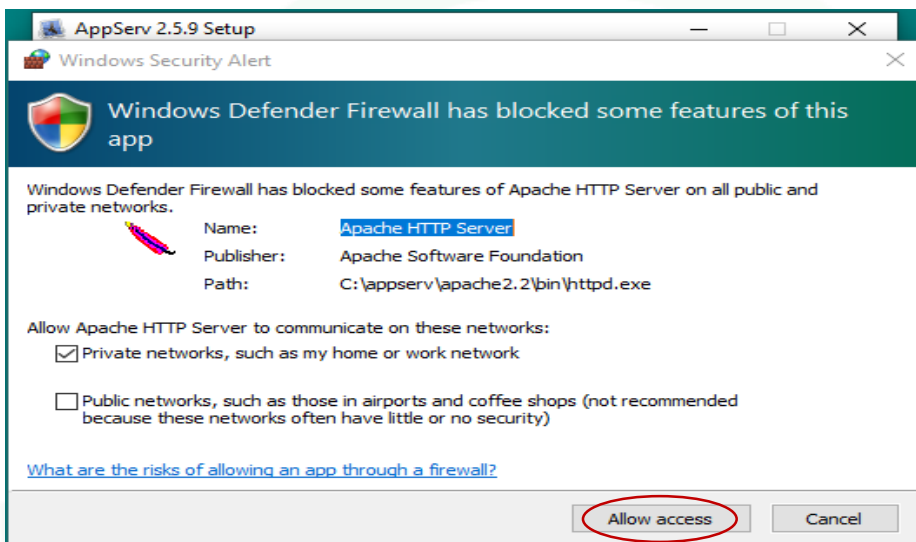 AppServ 2.5.9 Setup
Windows Security Alert
Windows Defender Firewall has blocked some features of this
app
Windows Defender Firewall has blocked some features of Apache HTTP Server on all public and
private networks.
Name: Apache HTTP Server
Publisher: Apache Software Foundation
Path: C:\appserv\apache2.2\bin\httpd.exe
Allow Apache HTTP Server to communicate on these networks:
Private networks, such as my home or work network
Public networks, such as those in airports and coffee shops (not recommended
because these networks often have little or no security)
What are the risks of allowing an app through a firewall?
Allow access Cancel